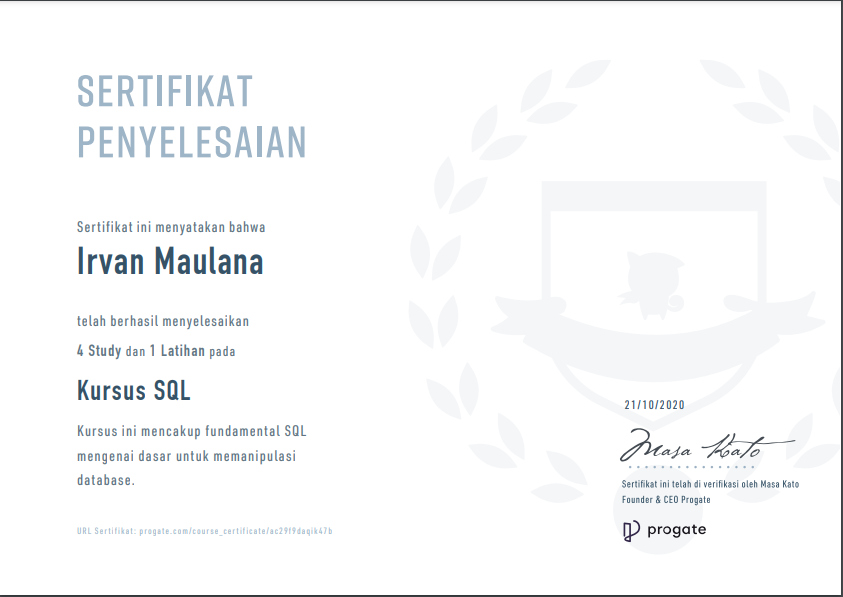 SERTIFIKAT
PENYELESAIAN
Sertifikat ini menyatakan bahwa
Irvan Maulana
telah berhasil menyelesaikan
4 Study dan 1 Latihan pada
Kursus SQL
Kursus ini mencakup fundamental SQL
mengenai dasar untuk memanipulasi
database.
URL Sertifikat: progate.com/course_certificate/ac29f9daqik47b
21/10/2020
Masa Kato
Sertifikat ini telah di verifikasi oleh Masa Kato
Founder & CEO Progate
progate